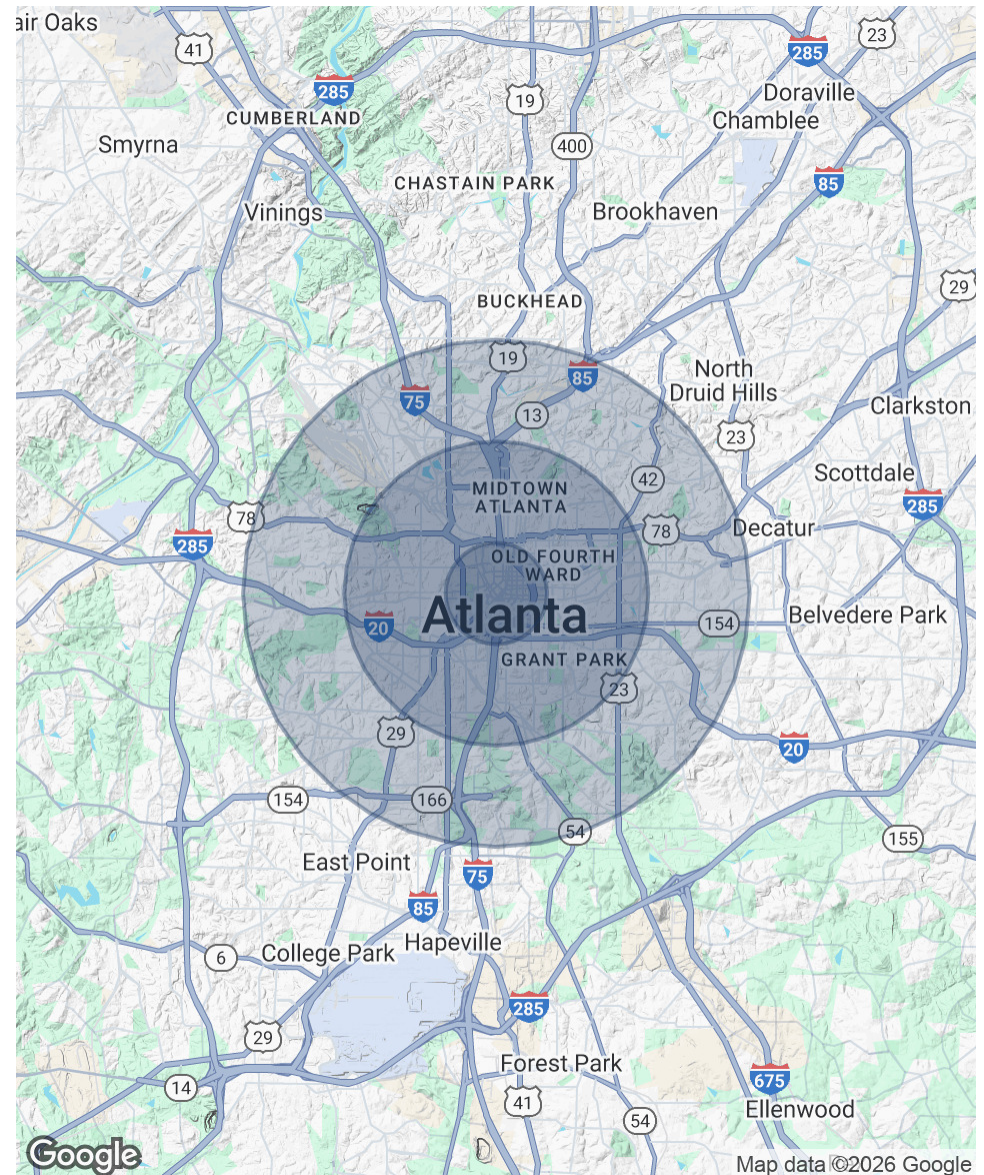 air Oaks
41
23
285
285
Doraville
19
CUMBERLAND
Chamblee
Smyrna
400
85
CHASTAIN PARK
Vinings
Brookhaven
29
BUCKHEAD
19
North
Druid Hills
85
75
13
Clarkston
23
Scottdale
42
MIDTOWN
ATLANTA
285
78
78
Decatur
285
OLD FOURTH
WARD
Atlanta
Belvedere Park
20
154
GRANT PARK
23
29
20
154
166
54
155
East Point
75
85
Hapeville
College Park
6
285
29
Forest Park
675
14
41
Ellenwood
54
Google
Map data ©2026 Google